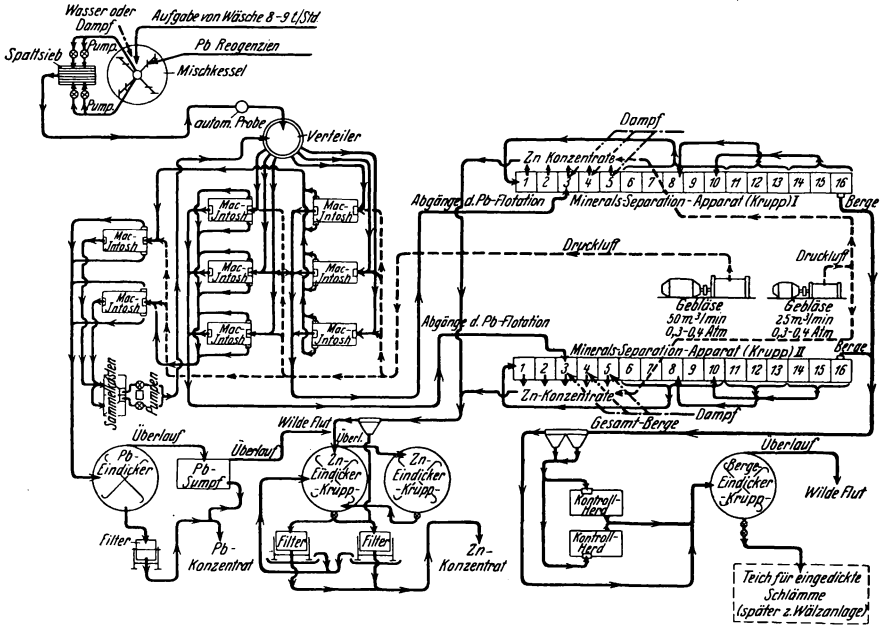 Wasser oder
Dampf
Aufgabe von Wäsche 8-9 t/Std
Pump.
Pb Reagenzien
Spaltsieb
Mischkessel
Pump.
autom. Probe
Verteiler
Dampf
Zn Konzentrate
1 2 3 4 5 6 7 8 9 10 11 12 13 14 15 16
Abgänge d. Pb-Flotation
Minerals-Separation-Apparat (Krupp) I
Berge
Mac-Intosh
Mac-Intosh
Mac-Intosh
Mac-Intosh
Mac-Intosh
Mac-Intosh
Mac-Intosh
Mac-Intosh
Druckluft
Druckluft
Gebläse
50 m³/min
0,3-0,4 Atm
Gebläse
25 m³/min
0,3-0,4 Atm
Abgänge d. Pb-Flotation
Minerals-Separation-Apparat (Krupp) II
Berge
1 2 3 4 5 6 7 8 9 10 11 12 13 14 15 16
Zn-Konzentrate
Dampf
Sammelkästen
Pumpen
Überlauf
Überlauf
Wilde Flut
Überl.
Gesamt-Berge
Pb-
Eindicker
Pb-
Sumpf
Zn-
Eindicker
-Krupp-
Zn-
Eindicker
-Krupp-
Kontroll-
Herd
Kontroll-
Herd
Berge
Eindicker
-Krupp-
Überlauf
Wilde Flut
Filter
Pb-
Konzentrat
Filter
Filter
Zn-
Konzentrat
Teich für eingedickte
Schlämme
(später z. Wälzanlage)